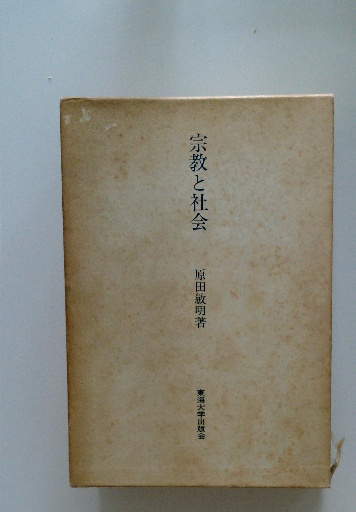 宗教と社会
原田敏明著
東海大学出版会